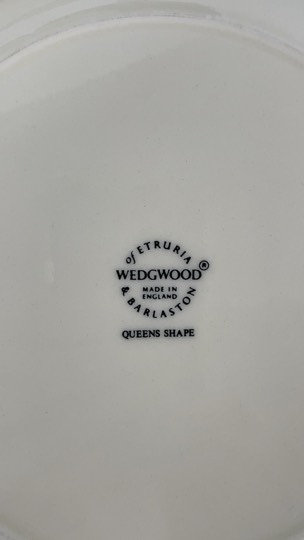 of ETRURIA
WEDGWOOD®
MADE IN
ENGLAND
& BARLASTON
QUEENS SHAPE